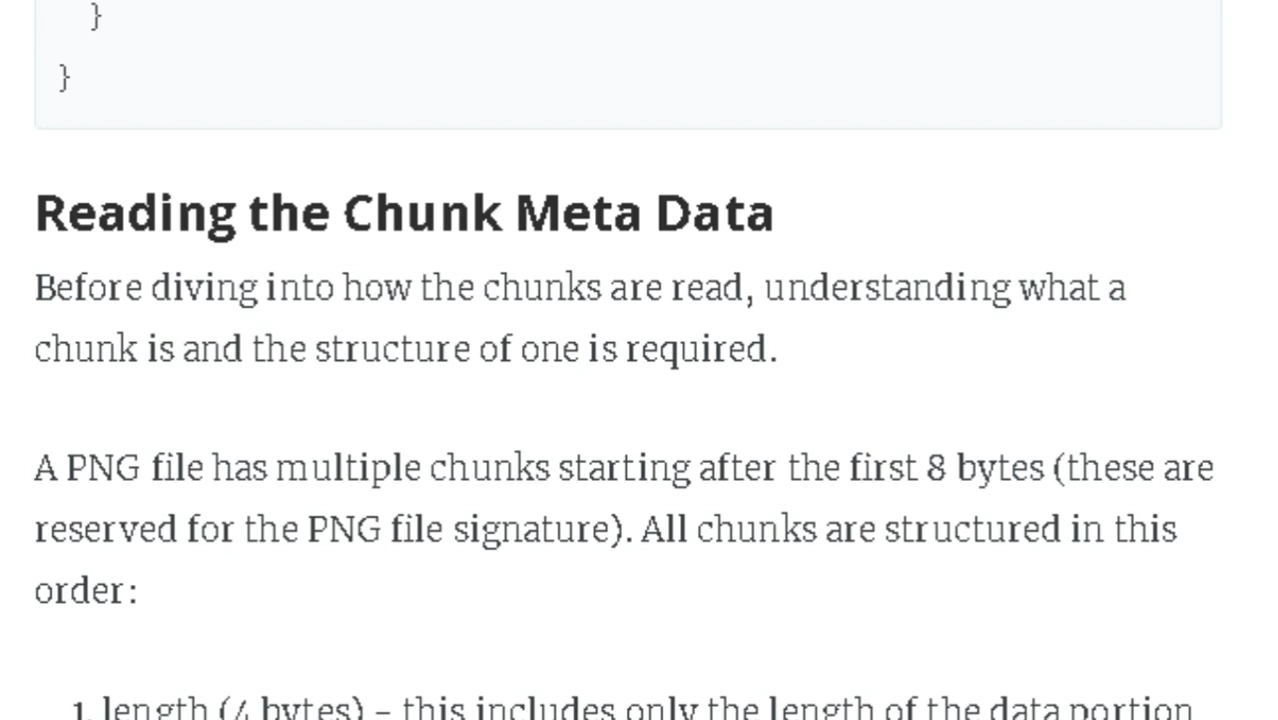 }
}
Reading the Chunk Meta Data
Before diving into how the chunks are read, understanding what a
chunk is and the structure of one is required.
A PNG file has multiple chunks starting after the first 8 bytes (these are
reserved for the PNG file signature). All chunks are structured in this
order:
1. length (4 bytes) – this includes only the length of the data portion